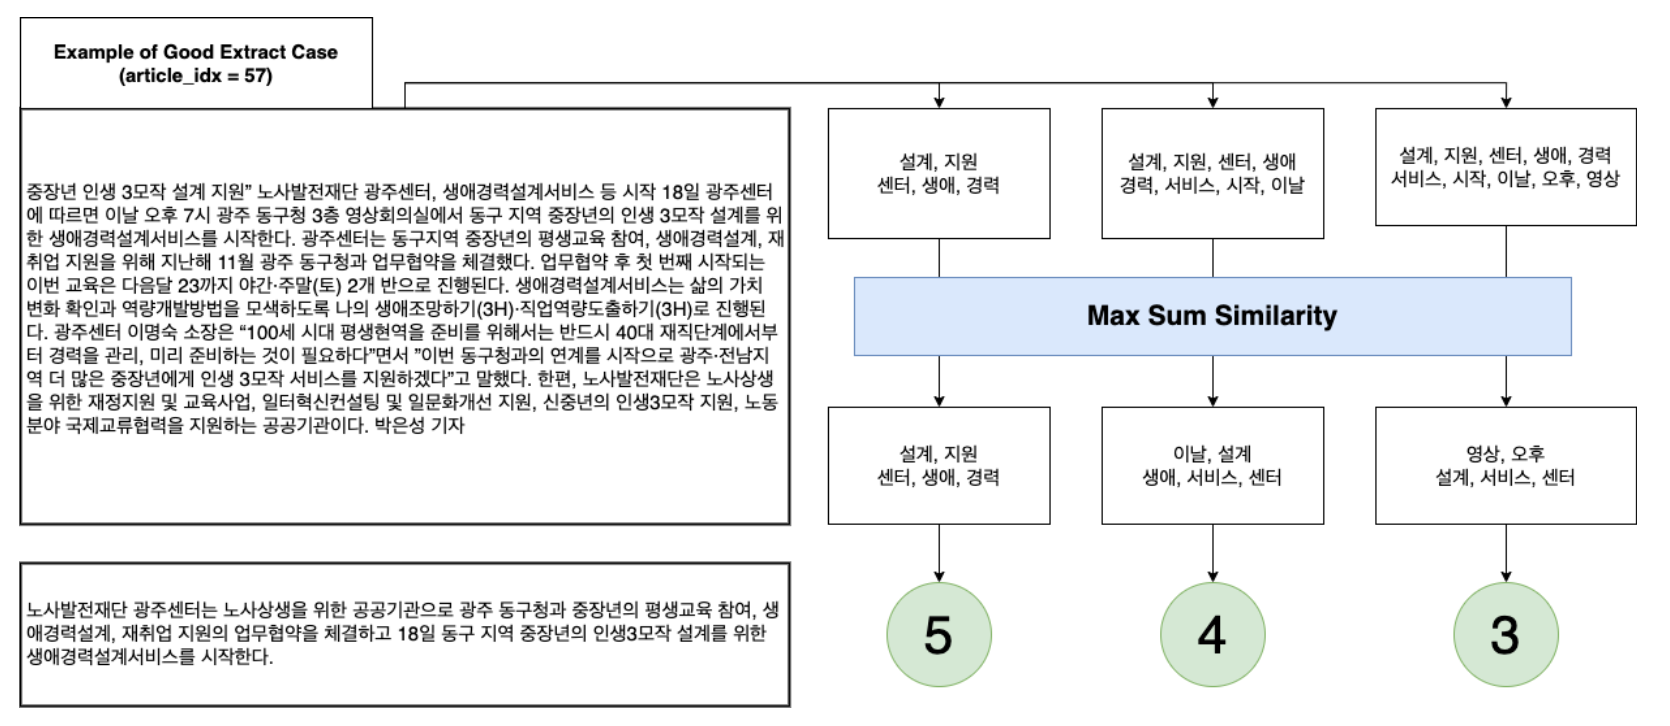 Example of Good Extract Case
(article_idx = 57)
중장년 인생 3모작 설계 지원” 노사발전재단 광주센터, 생애경력설계서비스 등 시작 18일 광주센터
에 따르면 이날 오후 7시 광주 동구청 3층 영상회의실에서 동구 지역 중장년의 인생 3모작 설계를 위
한 생애경력설계서비스를 시작한다. 광주센터는 동구지역 중장년의 평생교육 참여, 생애경력설계, 재
취업 지원을 위해 지난해 11월 광주 동구청과 업무협약을 체결했다. 업무협약 후 첫 번째 시작되는
이번 교육은 다음달 23까지 야간·주말(토) 2개 반으로 진행된다. 생애경력설계서비스는 삶의 가치
변화 확인과 역량개발방법을 모색하도록 나의 생애조망하기(3H)·직업역량도출하기(3H)로 진행된
다. 광주센터 이명숙 소장은 “100세 시대 평생현역을 준비를 위해서는 반드시 40대 재직단계에서부
터 경력을 관리, 미리 준비하는 것이 필요하다”면서 ”이번 동구청과의 연계를 시작으로 광주·전남지
역 더 많은 중장년에게 인생 3모작 서비스를 지원하겠다”고 말했다. 한편, 노사발전재단은 노사상생
을 위한 재정지원 및 교육사업, 일터혁신컨설팅 및 일문화개선 지원, 신중년의 인생3모작 지원, 노동
분야 국제교류협력을 지원하는 공공기관이다. 박은성 기자
노사발전재단 광주센터는 노사상생을 위한 공공기관으로 광주 동구청과 중장년의 평생교육 참여, 생
애경력설계, 재취업 지원의 업무협약을 체결하고 18일 동구 지역 중장년의 인생3모작 설계를 위한
생애경력설계서비스를 시작한다.
설계, 지원
센터, 생애, 경력
설계, 지원, 센터, 생애
경력, 서비스, 시작, 이날
설계, 지원, 센터, 생애, 경력
서비스, 시작, 이날, 오후, 영상
Max Sum Similarity
설계, 지원
센터, 생애, 경력
이날, 설계
생애, 서비스, 센터
영상, 오후
설계, 서비스, 센터
5
4
3